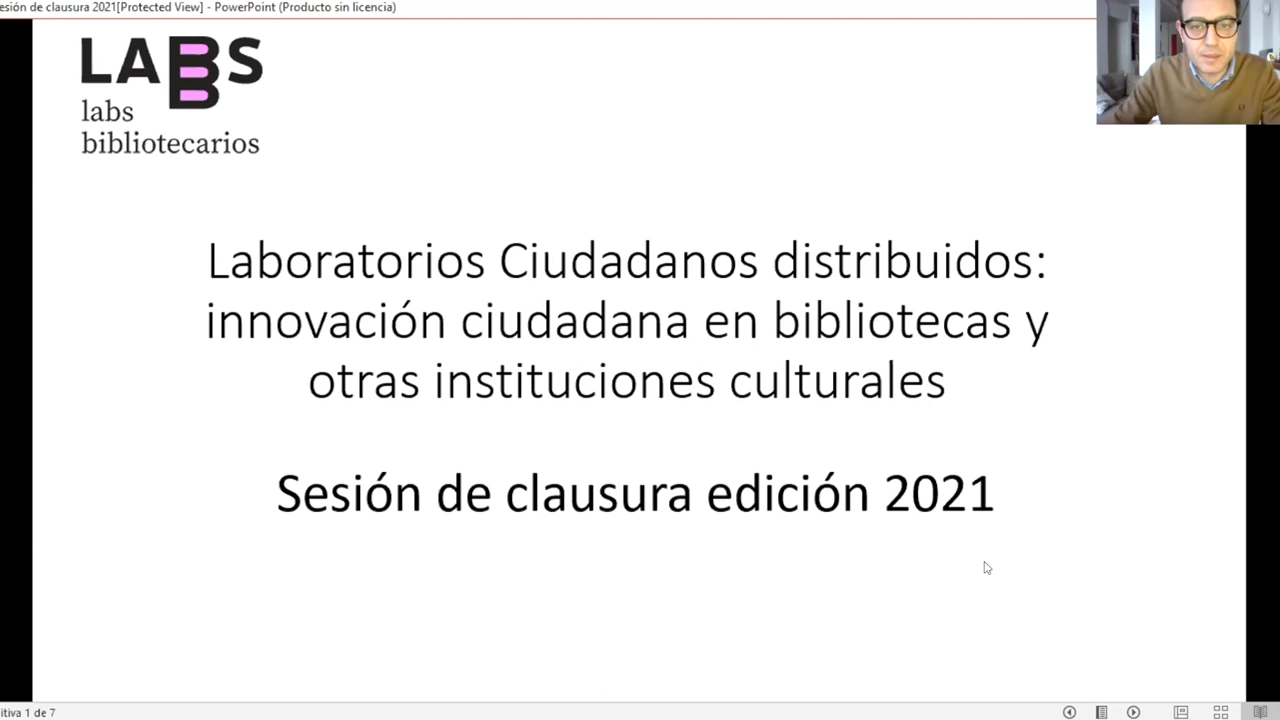 esión de clausura 2021[Protected View] - PowerPoint (Producto sin licencia)
LABS
labs
bibliotecarios
Laboratorios Ciudadanos distribuidos:
innovación ciudadana en bibliotecas y
otras instituciones culturales
Sesión de clausura edición 2021
itiva 1 de 7